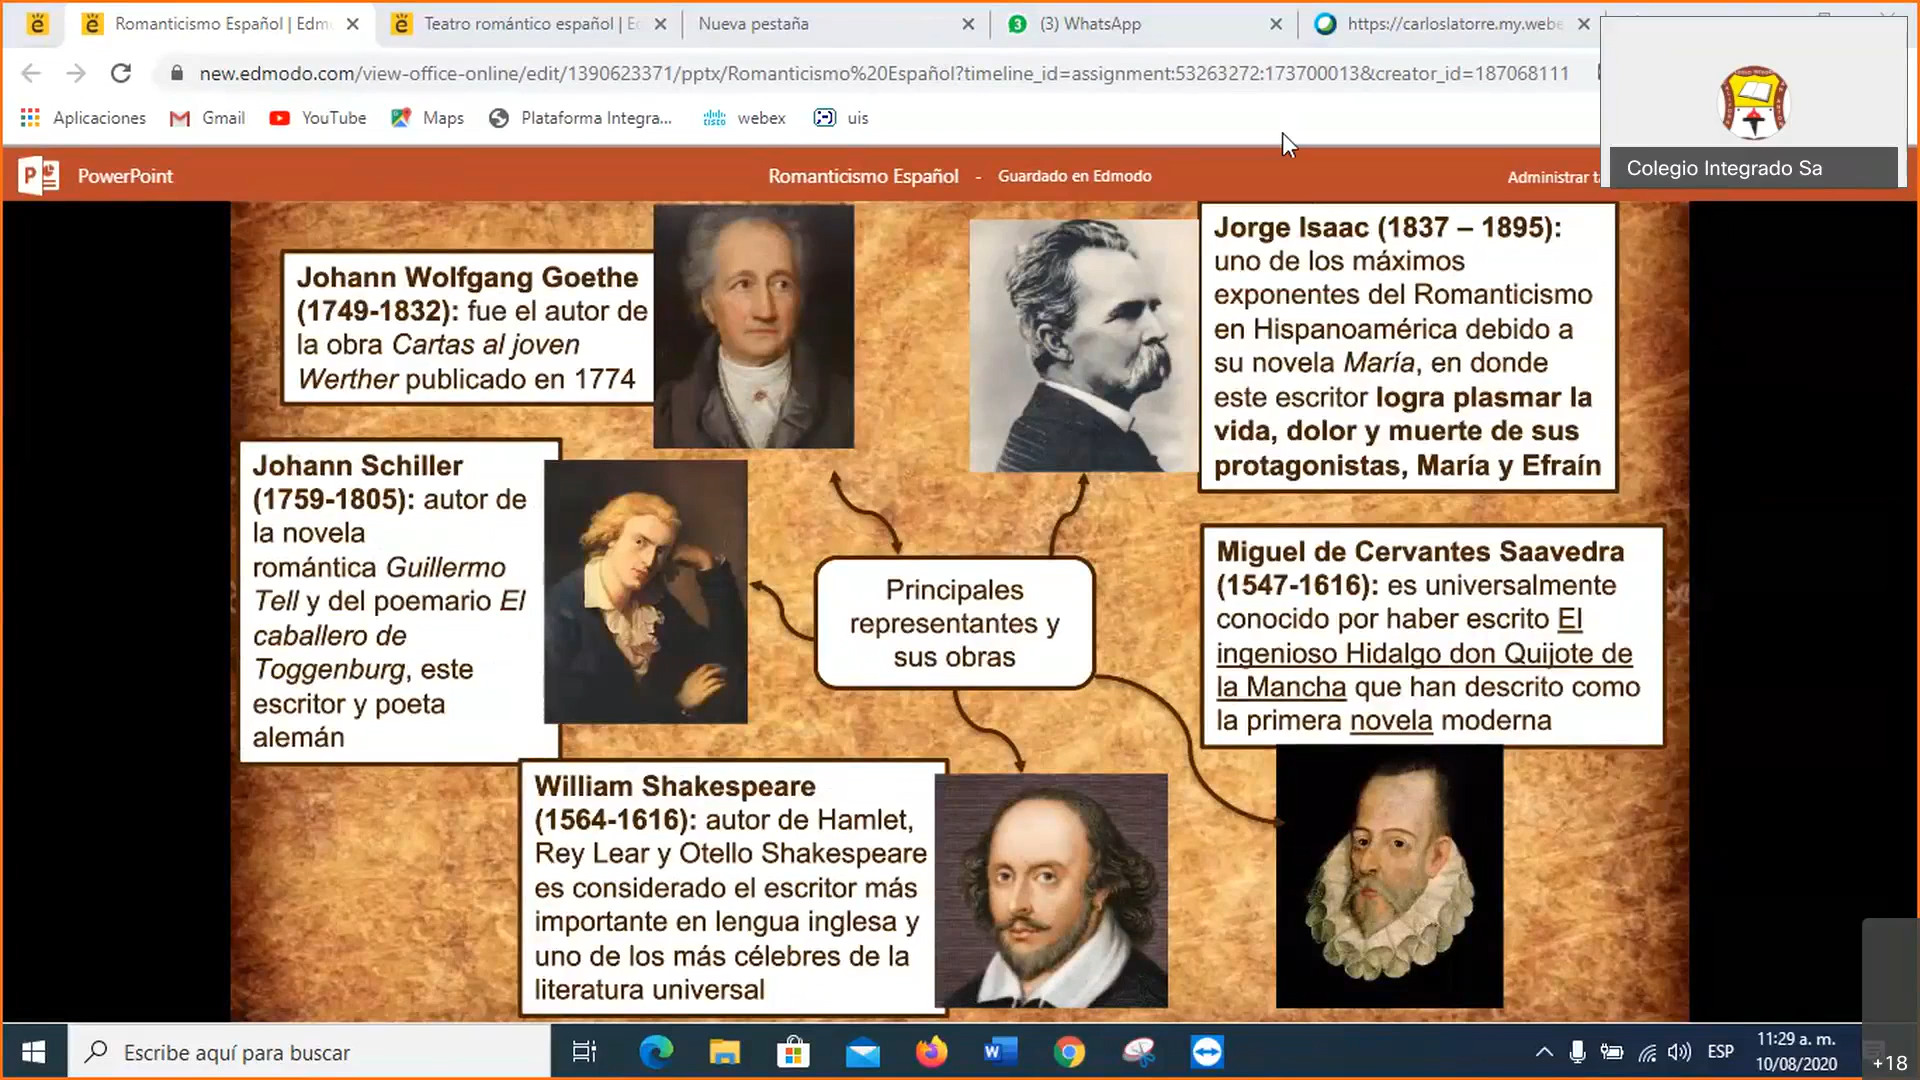 Romanticismo Español | Edm
Teatro romántico español | E
Nueva pestaña
(3) WhatsApp
https://carloslatorre.my.webe
new.edmodo.com/view-office-online/edit/1390623371/pptx/Romanticismo%20Español?timeline_id=assignment:53263272:173700013&creator_id=187068111
Aplicaciones
Gmail
YouTube
Maps
Plataforma Integra...
webex
uis
Colegio Integrado Sa
PowerPoint
Romanticismo Español - Guardado en Edmodo
Administrar ta
Johann Wolfgang Goethe
(1749-1832): fue el autor de
la obra Cartas al joven
Werther publicado en 1774
Jorge Isaac (1837 – 1895):
uno de los máximos
exponentes del Romanticismo
en Hispanoamérica debido a
su novela María, en donde
este escritor logra plasmar la
vida, dolor y muerte de sus
protagonistas, María y Efraín
Johann Schiller
(1759-1805): autor de
la novela
romántica Guillermo
Tell y del poemario El
caballero de
Toggenburg, este
escritor y poeta
alemán
Principales
representantes y
sus obras
Miguel de Cervantes Saavedra
(1547-1616): es universalmente
conocido por haber escrito El
ingenioso Hidalgo don Quijote de
la Mancha que han descrito como
la primera novela moderna
William Shakespeare
(1564-1616): autor de Hamlet,
Rey Lear y Otello Shakespeare
es considerado el escritor más
importante en lengua inglesa y
uno de los más célebres de la
literatura universal
Escribe aquí para buscar
ESP
11:29 a. m.
10/08/2020
+18